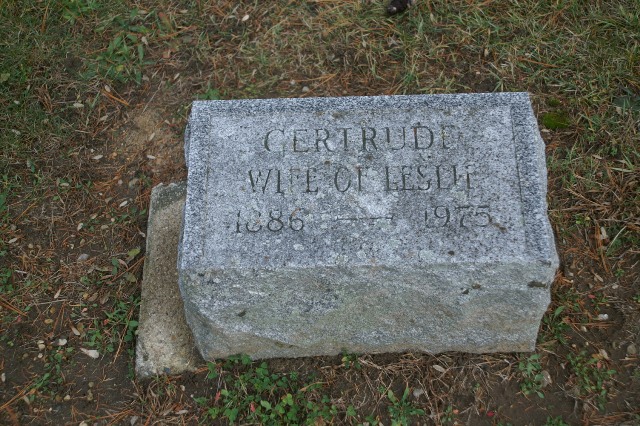 GERTRUDE
WIFE OF LESLIE
1886 — 1975